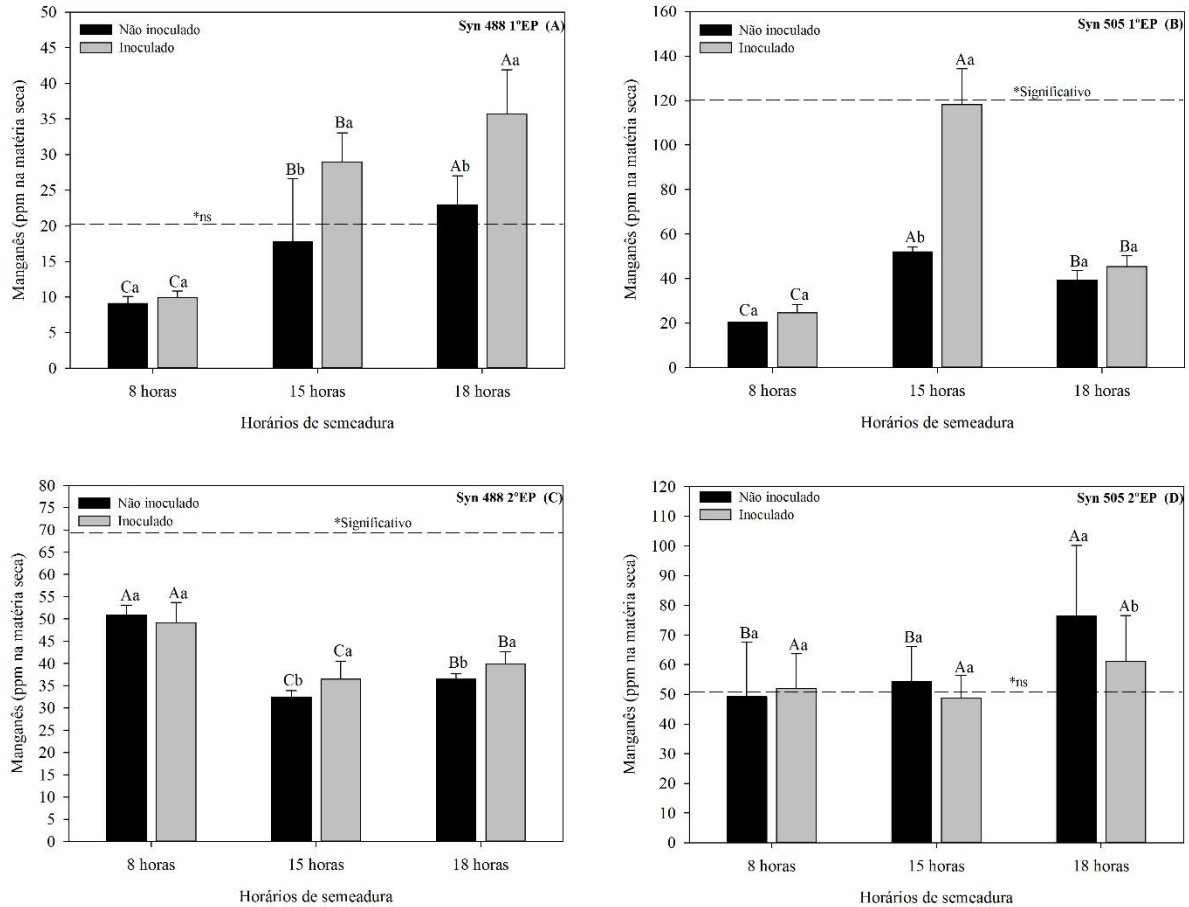 Syn 488 1ºEP (A)
Não inoculado
Inoculado
Manganês (ppm na matéria seca)
50
45
40
35
30
25
20
15
10
5
0
*ns
Ca
Ca
Bb
Ba
Ab
Aa
8 horas
15 horas
18 horas
Horários de semeadura
Syn 505 1ºEP (B)
Não inoculado
Inoculado
Manganês (ppm na matéria seca)
160
140
120
100
80
60
40
20
0
*Significativo
Ca
Ca
Ab
Aa
Ba
Ba
8 horas
15 horas
18 horas
Horários de semeadura
Syn 488 2ºEP (C)
Não inoculado
Inoculado
Manganês (ppm na matéria seca)
80
75
70
65
60
55
50
45
40
35
30
25
20
15
10
5
0
*Significativo
Aa
Aa
Cb
Ca
Bb
Ba
8 horas
15 horas
18 horas
Horários de semeadura
Syn 505 2ºEP (D)
Não inoculado
Inoculado
Manganês (ppm na matéria seca)
120
110
100
90
80
70
60
50
40
30
20
10
0
*ns
Ba
Aa
Ba
Aa
Aa
Ab
8 horas
15 horas
18 horas
Horários de semeadura